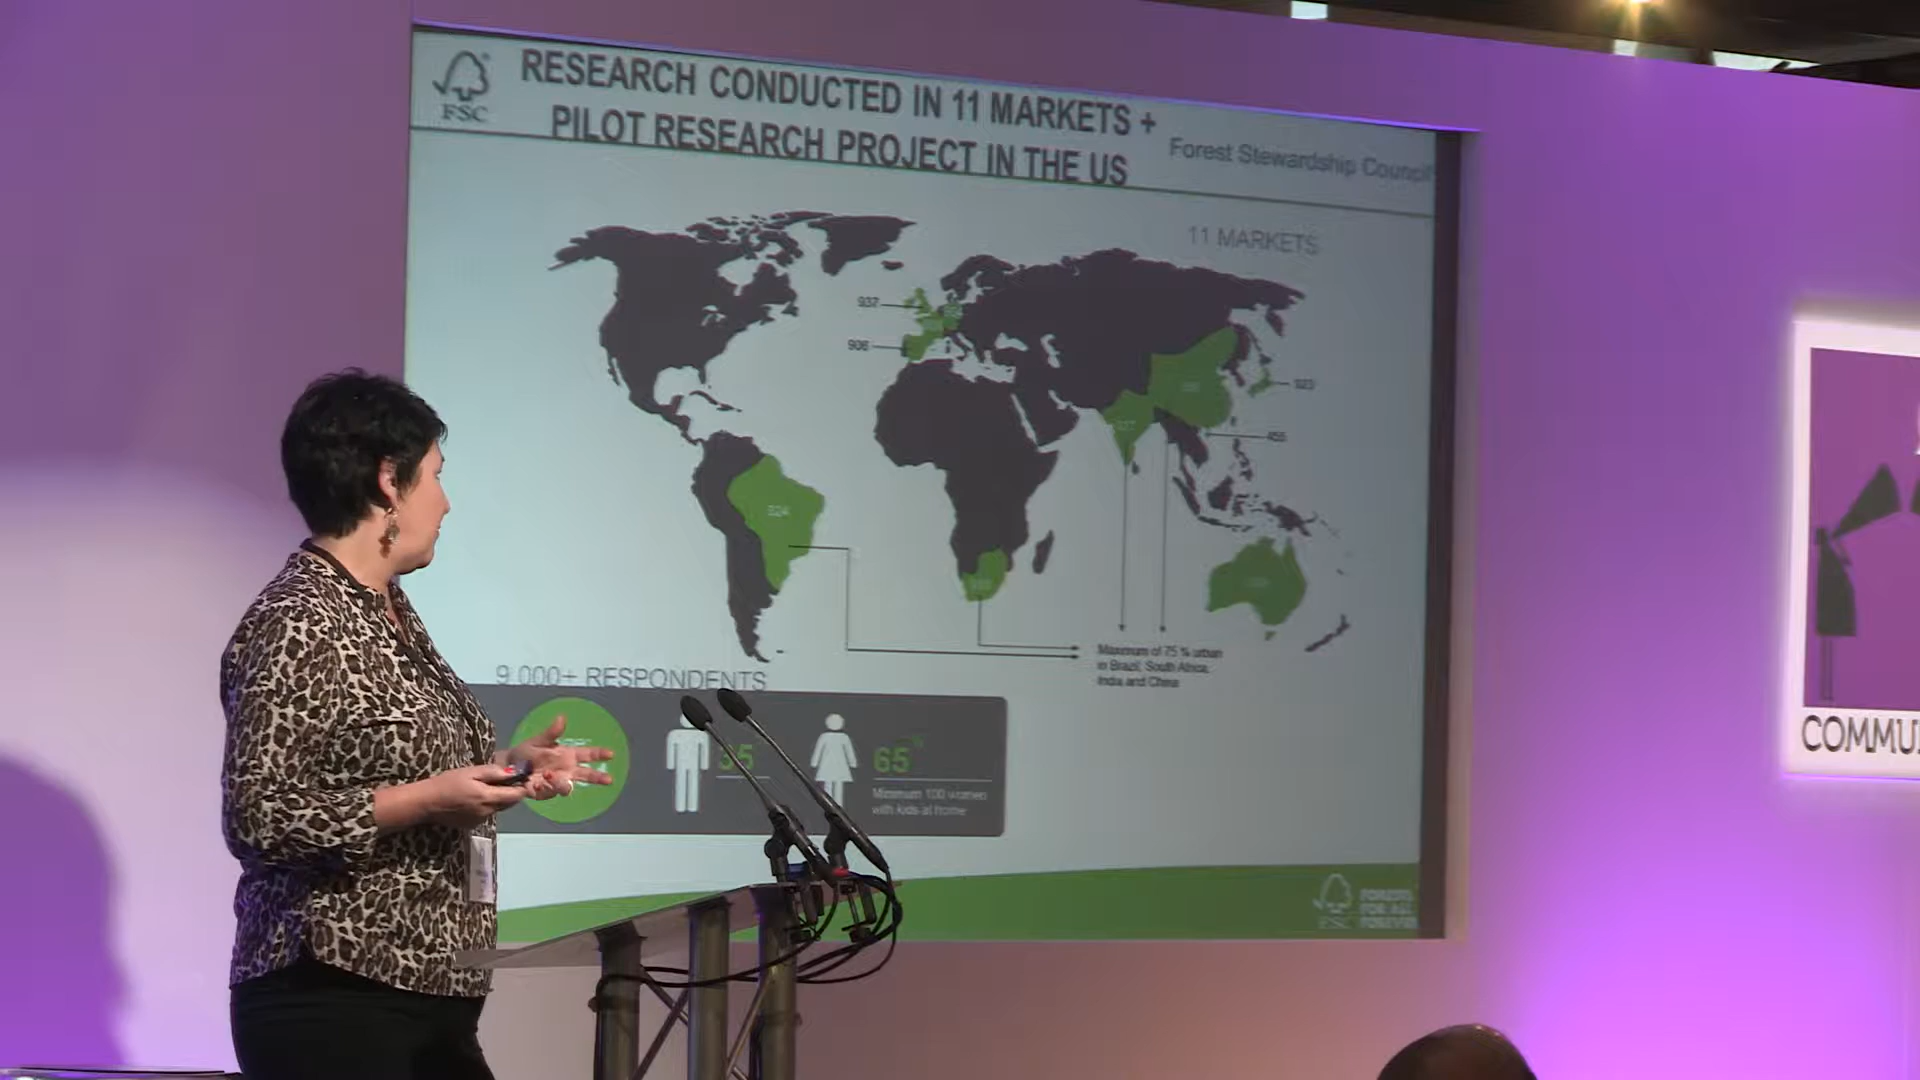 FSC
RESEARCH CONDUCTED IN 11 MARKETS +
PILOT RESEARCH PROJECT IN THE US
Forest Stewardship Council
11 MARKETS
937
906
923
455
324
Maximum of 75 % urban
in Brazil, South Africa,
India and China
9 000+ RESPONDENTS
35
65
Minimum 100 women
with kids at home
FSC
FORESTS
FOR ALL
FOREVER
COMMU